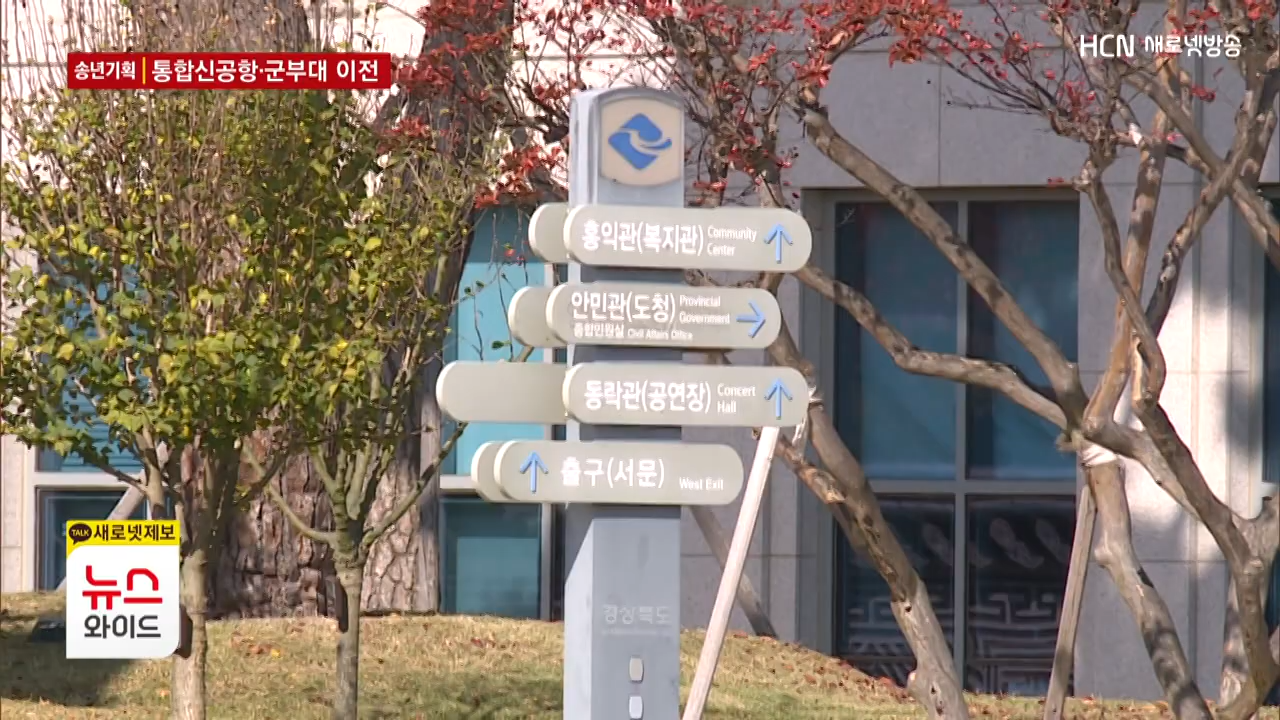 송년기획 통합신공항·군부대 이전
HCN 새로넷방송
홍익관(복지관) Community Center
안민관(도청) Provincial Government
종합민원실 Civil Affairs Office
동락관(공연장) Concert Hall
출구(서문) West Exit
경상북도
TALK 새로넷제보
뉴스
와이드